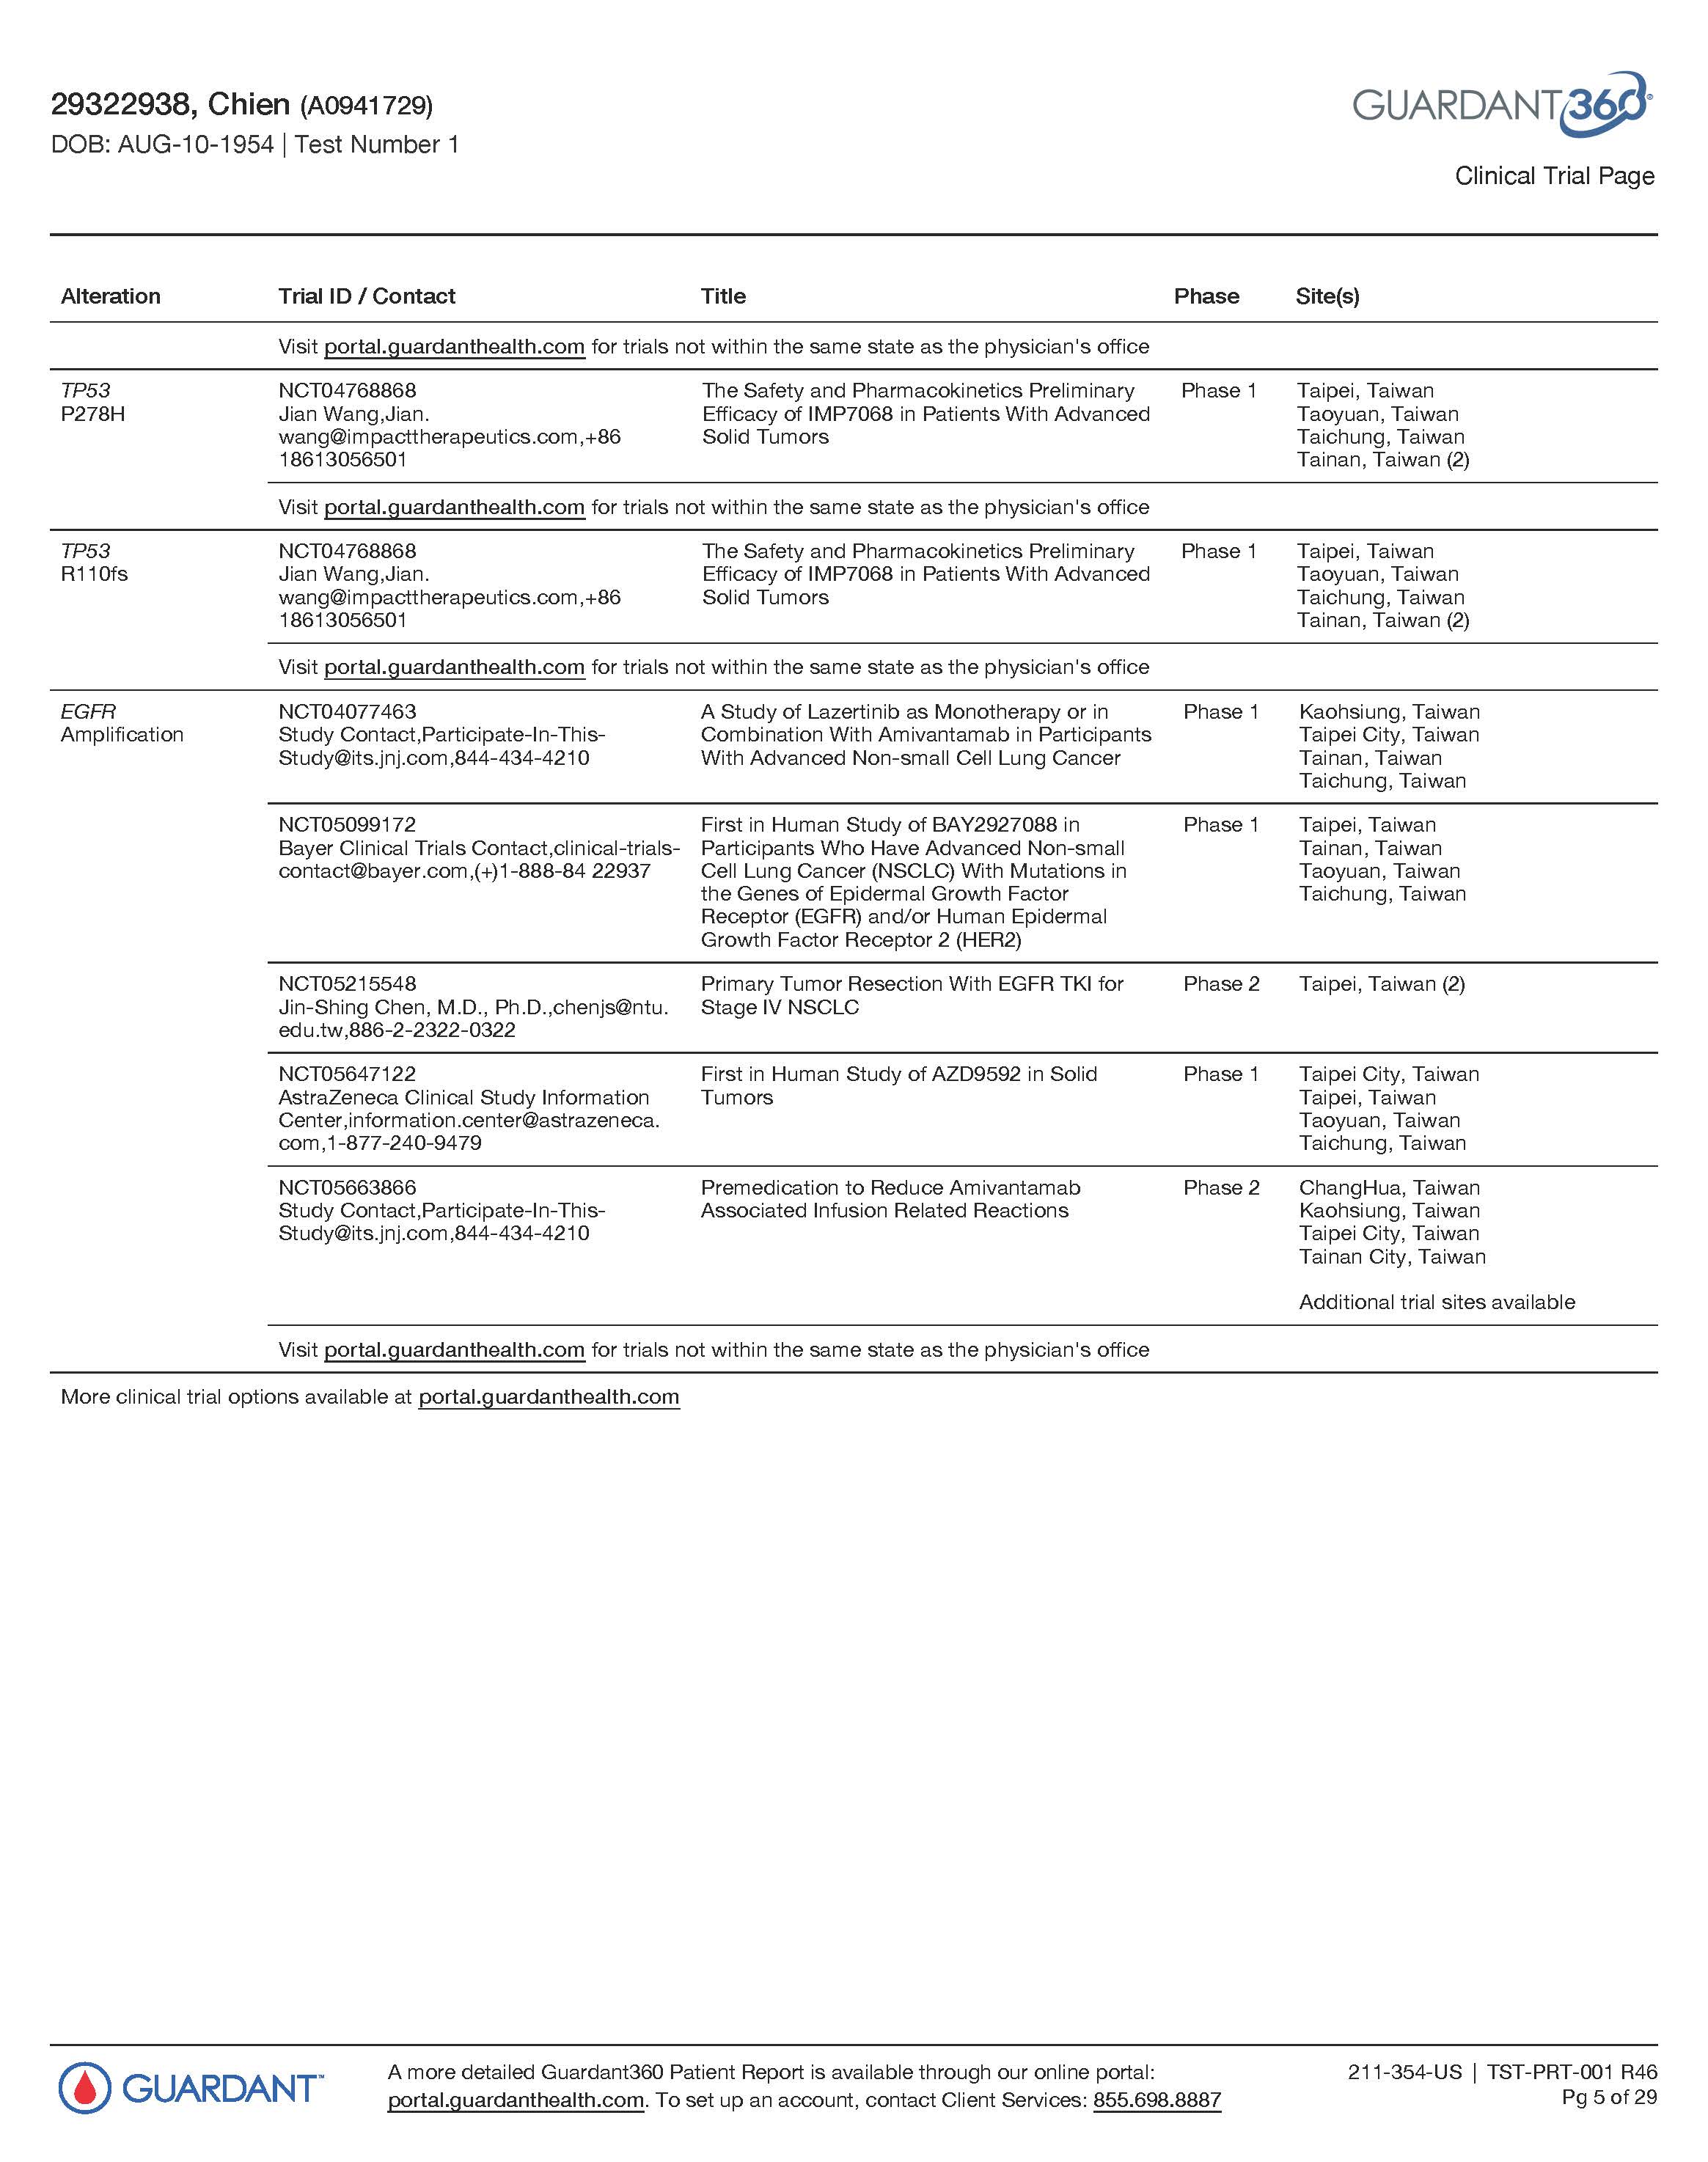 29322938, Chien (A0941729)
DOB: AUG-10-1954 | Test Number 1
GUARDANT360®
Clinical Trial Page
Alteration Trial ID / Contact Title Phase Site(s)
Visit portal.guardanthealth.com for trials not within the same state as the physician's office
TP53 NCT04768868 The Safety and Pharmacokinetics Preliminary Phase 1 Taipei, Taiwan
P278H Jian Wang,Jian. Efficacy of IMP7068 in Patients With Advanced Taoyuan, Taiwan
wang@impacttherapeutics.com,+86 Solid Tumors Taichung, Taiwan
18613056501 Tainan, Taiwan (2)
Visit portal.guardanthealth.com for trials not within the same state as the physician's office
TP53 NCT04768868 The Safety and Pharmacokinetics Preliminary Phase 1 Taipei, Taiwan
R110fs Jian Wang,Jian. Efficacy of IMP7068 in Patients With Advanced Taoyuan, Taiwan
wang@impacttherapeutics.com,+86 Solid Tumors Taichung, Taiwan
18613056501 Tainan, Taiwan (2)
Visit portal.guardanthealth.com for trials not within the same state as the physician's office
EGFR NCT04077463 A Study of Lazertinib as Monotherapy or in Phase 1 Kaohsiung, Taiwan
Amplification Study Contact,Participate-In-This- Combination With Amivantamab in Participants Taipei City, Taiwan
Study@its.jnj.com,844-434-4210 With Advanced Non-small Cell Lung Cancer Tainan, Taiwan
Taichung, Taiwan
NCT05099172 First in Human Study of BAY2927088 in Phase 1 Taipei, Taiwan
Bayer Clinical Trials Contact,clinical-trials- Participants Who Have Advanced Non-small Tainan, Taiwan
contact@bayer.com,(+)1-888-84 22937 Cell Lung Cancer (NSCLC) With Mutations in Taoyuan, Taiwan
the Genes of Epidermal Growth Factor Taichung, Taiwan
Receptor (EGFR) and/or Human Epidermal
Growth Factor Receptor 2 (HER2)
NCT05215548 Primary Tumor Resection With EGFR TKI for Phase 2 Taipei, Taiwan (2)
Jin-Shing Chen, M.D., Ph.D.,chenjs@ntu. Stage IV NSCLC
edu.tw,886-2-2322-0322
NCT05647122 First in Human Study of AZD9592 in Solid Phase 1 Taipei City, Taiwan
AstraZeneca Clinical Study Information Tumors Taipei, Taiwan
Center,information.center@astrazeneca. Taoyuan, Taiwan
com,1-877-240-9479 Taichung, Taiwan
NCT05663866 Premedication to Reduce Amivantamab Phase 2 ChangHua, Taiwan
Study Contact,Participate-In-This- Associated Infusion Related Reactions Kaohsiung, Taiwan
Study@its.jnj.com,844-434-4210 Taipei City, Taiwan
Tainan City, Taiwan
Additional trial sites available
Visit portal.guardanthealth.com for trials not within the same state as the physician's office
More clinical trial options available at portal.guardanthealth.com
GUARDANT™
A more detailed Guardant360 Patient Report is available through our online portal:
portal.guardanthealth.com. To set up an account, contact Client Services: 855.698.8887
211-354-US | TST-PRT-001 R46
Pg 5 of 29